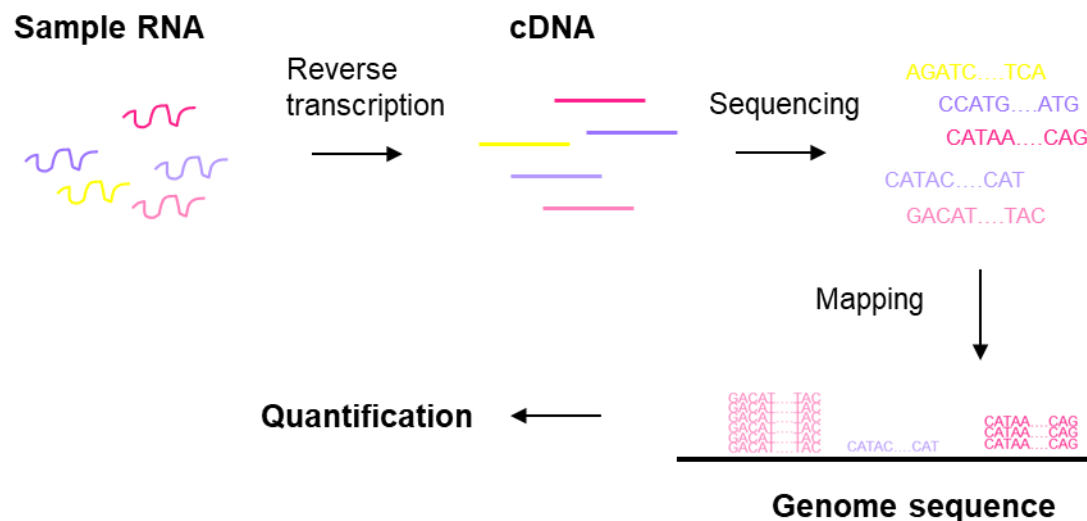 Sample RNA
cDNA
Reverse
transcription
Sequencing
AGATC....TCA
CCATG....ATG
CATAA....CAG
CATAC....CAT
GACAT....TAC
Mapping
Quantification
GACAT....TAC
GACAT....TAC
GACAT....TAC
GACAT....TAC
GACAT....TAC
GACAT....TAC
CATAC....CAT
CATAA....CAG
CATAA....CAG
CATAA....CAG
Genome sequence